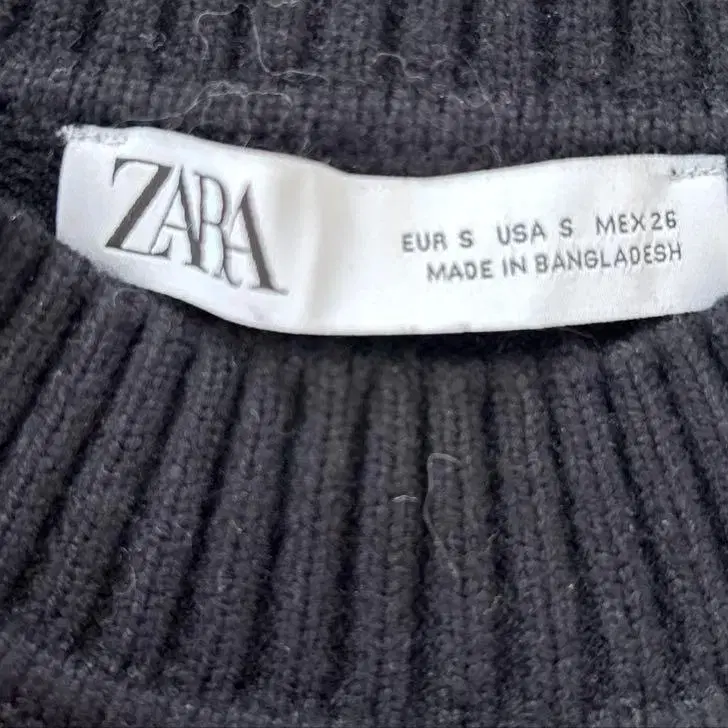 ZARA
EUR S USA S MEX 26
MADE IN BANGLADESH